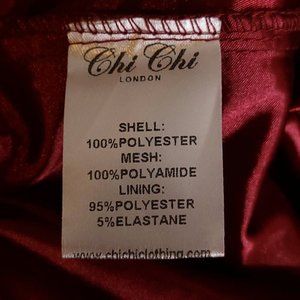 Chi Chi
LONDON
SHELL:
100%POLYESTER
MESH:
100%POLYAMIDE
LINING:
95%POLYESTER
5%ELASTANE
www.chichiclothing.com